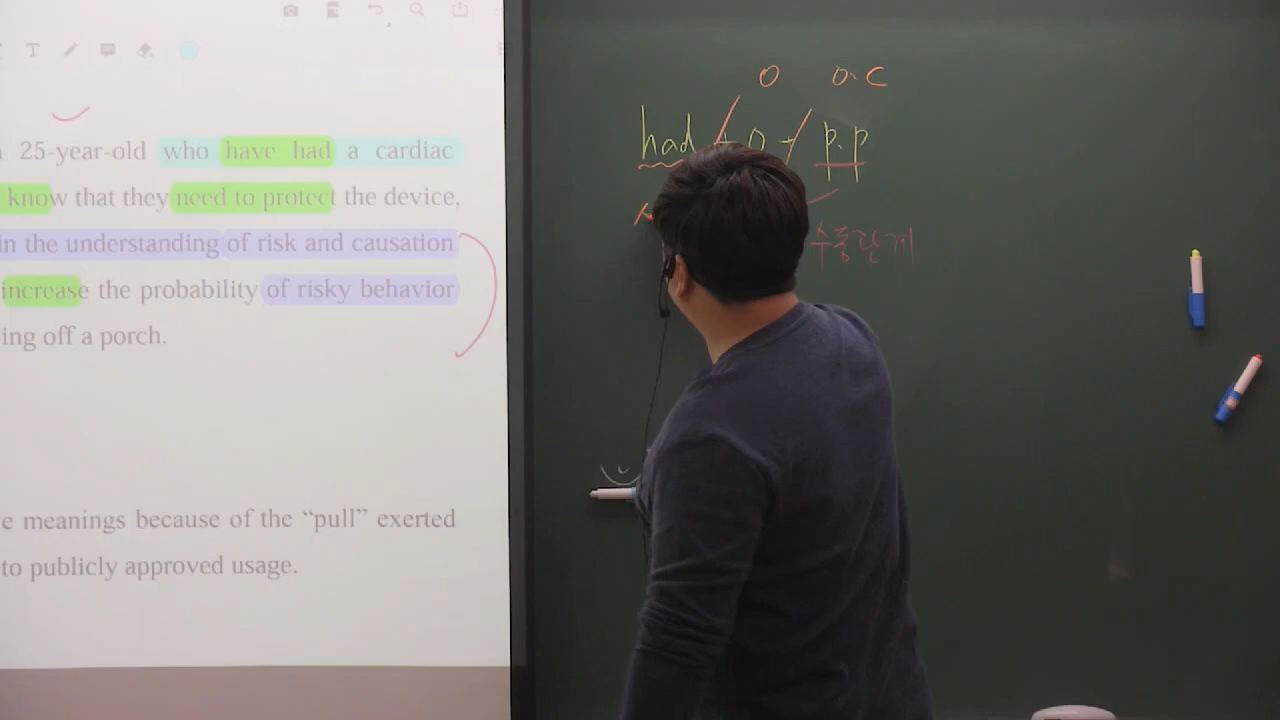 25-year-old who have had a cardiac
know that they need to protect the device,
in the understanding of risk and causation
increase the probability of risky behavior
ing off a porch.
e meanings because of the “pull” exerted
to publicly approved usage.
O O.C
had + O + p.p
수동관계